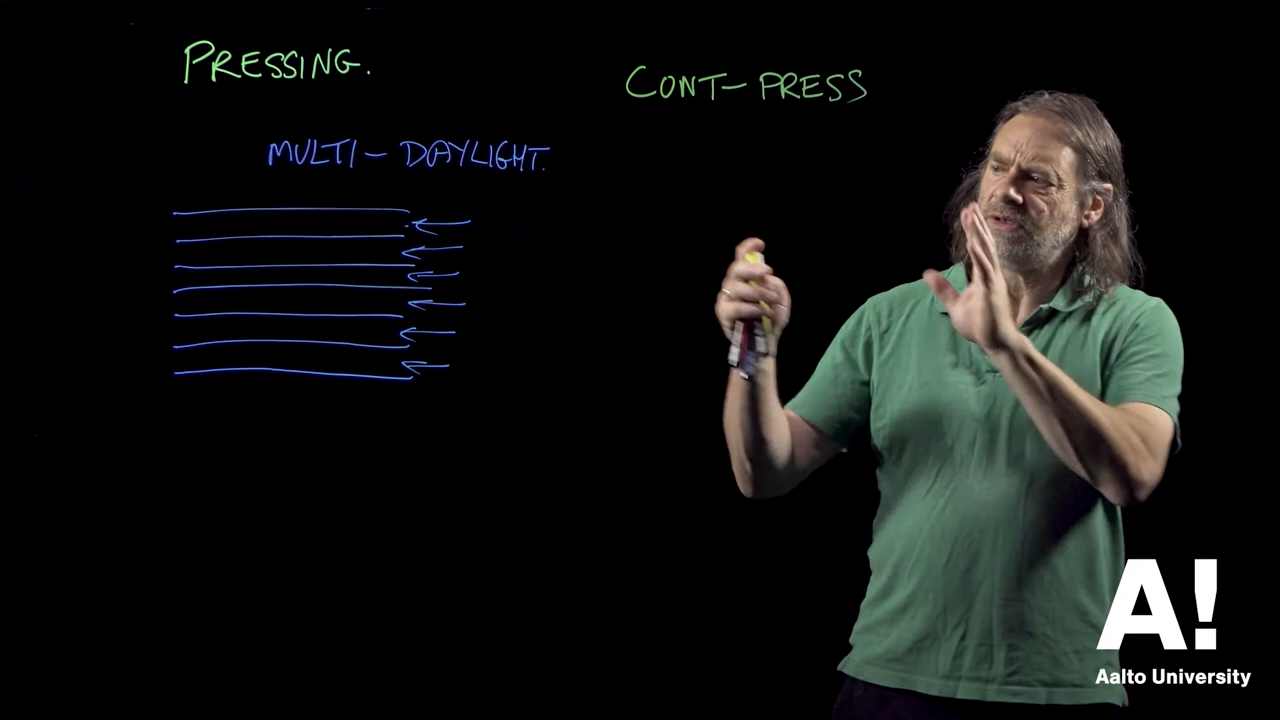 PRESSING.
CONT-PRESS
MULTI-DAYLIGHT.
A!
Aalto University